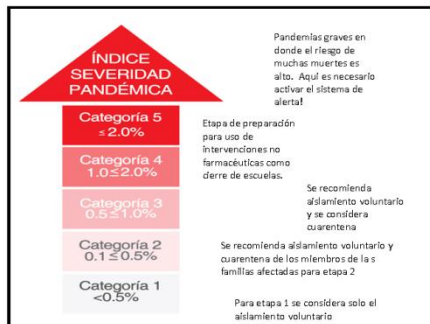 ÍNDICE
SEVERIDAD
PANDÉMICA
Categoría 5
≤2.0%
Categoría 4
1.0≤2.0%
Categoría 3
0.5≤1.0%
Categoría 2
0.1≤0.5%
Categoría 1
<0.5%
Pandemias graves en
donde el riesgo de
muchas muertes es
alto. Aqui es necesario
activar el sistema de
alerta!
Etapa de preparación
para uso de
intervenciones no
farmacéuticas como
cierre de escuelas.
Se recomienda
aislamiento voluntario
y se considera
cuarentena
Se recomienda aislamiento voluntario y
cuarentena de los miembros de la s
familias afectadas para etapa 2
Para etapa 1 se considera solo el
aislamiento voluntario